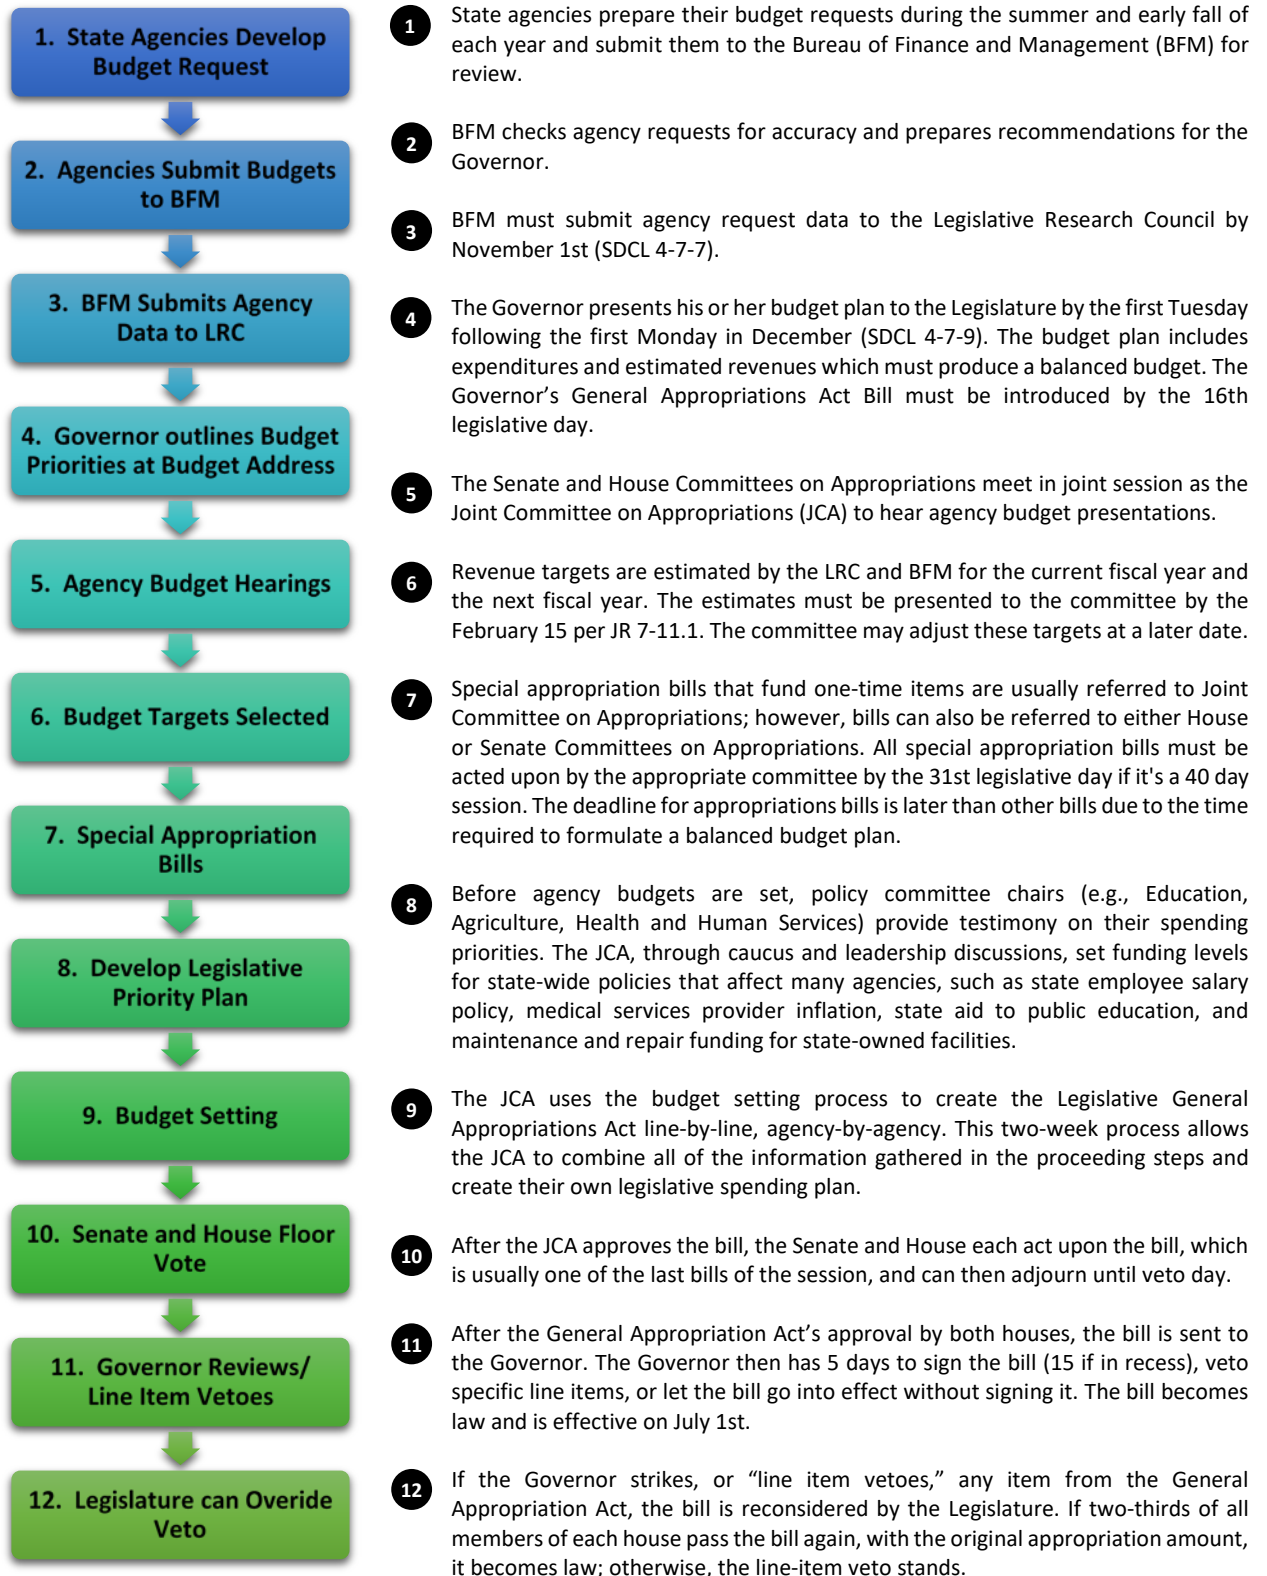 1. State Agencies Develop
Budget Request
1
State agencies prepare their budget requests during the summer and early fall of
each year and submit them to the Bureau of Finance and Management (BFM) for
review.
2. Agencies Submit Budgets
to BFM
2
BFM checks agency requests for accuracy and prepares recommendations for the
Governor.
3. BFM Submits Agency
Data to LRC
3
BFM must submit agency request data to the Legislative Research Council by
November 1st (SDCL 4-7-7).
4. Governor outlines Budget
Priorities at Budget Address
4
The Governor presents his or her budget plan to the Legislature by the first Tuesday
following the first Monday in December (SDCL 4-7-9). The budget plan includes
expenditures and estimated revenues which must produce a balanced budget. The
Governor’s General Appropriations Act Bill must be introduced by the 16th
legislative day.
5. Agency Budget Hearings
5
The Senate and House Committees on Appropriations meet in joint session as the
Joint Committee on Appropriations (JCA) to hear agency budget presentations.
6. Budget Targets Selected
6
Revenue targets are estimated by the LRC and BFM for the current fiscal year and
the next fiscal year. The estimates must be presented to the committee by the
February 15 per JR 7-11.1. The committee may adjust these targets at a later date.
7. Special Appropriation
Bills
7
Special appropriation bills that fund one-time items are usually referred to Joint
Committee on Appropriations; however, bills can also be referred to either House
or Senate Committees on Appropriations. All special appropriation bills must be
acted upon by the appropriate committee by the 31st legislative day if it's a 40 day
session. The deadline for appropriations bills is later than other bills due to the time
required to formulate a balanced budget plan.
8. Develop Legislative
Priority Plan
8
Before agency budgets are set, policy committee chairs (e.g., Education,
Agriculture, Health and Human Services) provide testimony on their spending
priorities. The JCA, through caucus and leadership discussions, set funding levels
for state-wide policies that affect many agencies, such as state employee salary
policy, medical services provider inflation, state aid to public education, and
maintenance and repair funding for state-owned facilities.
9. Budget Setting
9
The JCA uses the budget setting process to create the Legislative General
Appropriations Act line-by-line, agency-by-agency. This two-week process allows
the JCA to combine all of the information gathered in the proceeding steps and
create their own legislative spending plan.
10. Senate and House Floor
Vote
10
After the JCA approves the bill, the Senate and House each act upon the bill, which
is usually one of the last bills of the session, and can then adjourn until veto day.
11. Governor Reviews/
Line Item Vetoes
11
After the General Appropriation Act’s approval by both houses, the bill is sent to
the Governor. The Governor then has 5 days to sign the bill (15 if in recess), veto
specific line items, or let the bill go into effect without signing it. The bill becomes
law and is effective on July 1st.
12. Legislature can Overide
Veto
12
If the Governor strikes, or “line item vetoes,” any item from the General
Appropriation Act, the bill is reconsidered by the Legislature. If two-thirds of all
members of each house pass the bill again, with the original appropriation amount,
it becomes law; otherwise, the line-item veto stands.